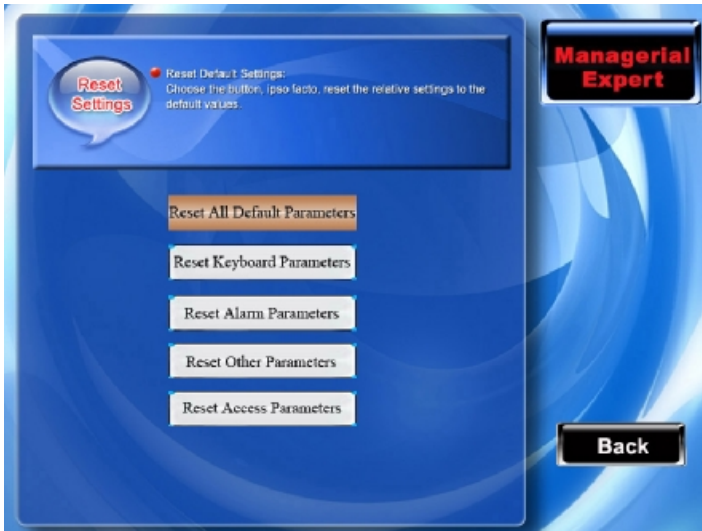 Managerial
Expert
Reset
Settings
Reset Default Settings:
Choose the button, ipso facto, reset the relative settings to the
default values.
Reset All Default Parameters
Reset Keyboard Parameters
Reset Alarm Parameters
Reset Other Parameters
Reset Access Parameters
Back